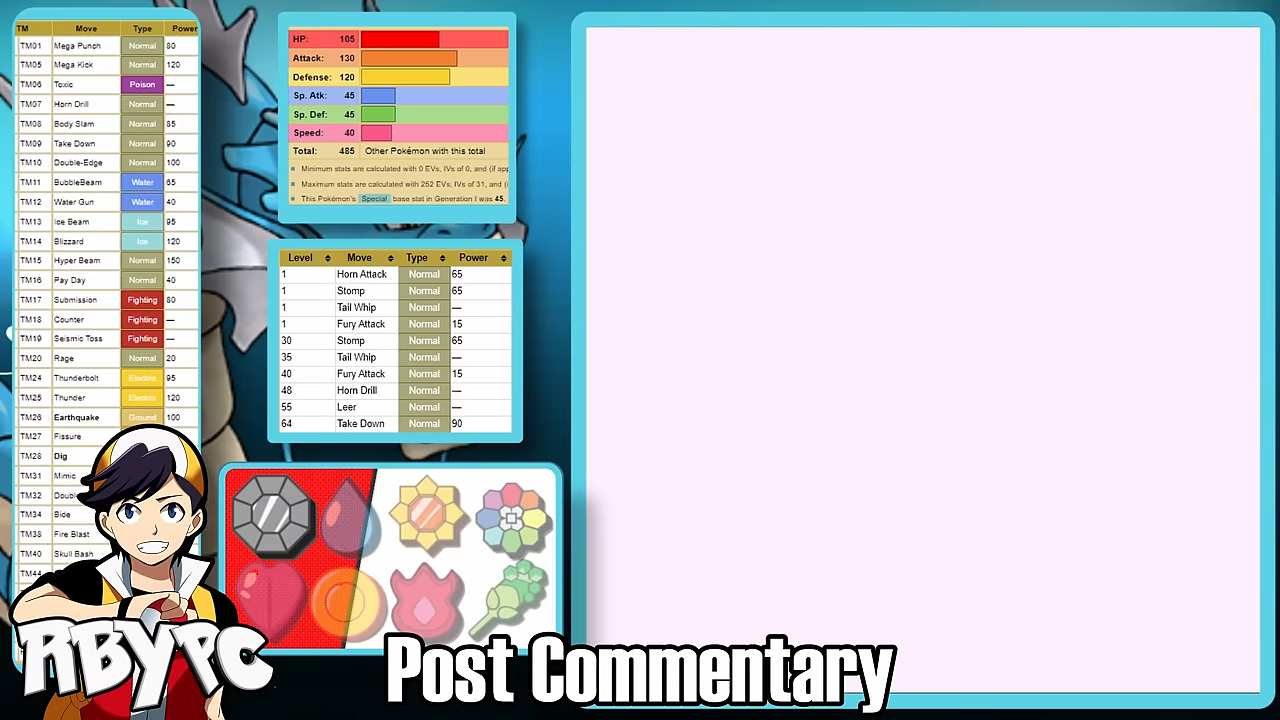 TM Move Type Power
TM01 Mega Punch Normal 80
TM05 Mega Kick Normal 120
TM06 Toxic Poison —
TM07 Horn Drill Normal —
TM08 Body Slam Normal 85
TM09 Take Down Normal 90
TM10 Double-Edge Normal 100
TM11 BubbleBeam Water 65
TM12 Water Gun Water 40
TM13 Ice Beam Ice 95
TM14 Blizzard Ice 120
TM15 Hyper Beam Normal 150
TM16 Pay Day Normal 40
TM17 Submission Fighting 80
TM18 Counter Fighting —
TM19 Seismic Toss Fighting —
TM20 Rage Normal 20
TM24 Thunderbolt Electric 95
TM25 Thunder Electric 120
TM26 Earthquake Ground 100
TM27 Fissure
TM28 Dig
TM31 Mimic
TM32
TM34 Bide
TM38 Fire Blast
TM40 Skull Bash
TM44
HP: 105
Attack: 130
Defense: 120
Sp. Atk: 45
Sp. Def: 45
Speed: 40
Total: 485 Other Pokémon with this total
Minimum stats are calculated with 0 EVs, IVs of 0, and (if app
Maximum stats are calculated with 252 EVs, IVs of 31, and (i
This Pokémon's Special base stat in Generation I was 45.
Level Move Type Power
1 Horn Attack Normal 65
1 Stomp Normal 65
1 Tail Whip Normal —
1 Fury Attack Normal 15
30 Stomp Normal 65
35 Tail Whip Normal —
40 Fury Attack Normal 15
48 Horn Drill Normal —
55 Leer Normal —
64 Take Down Normal 90
RBYPC
Post Commentary